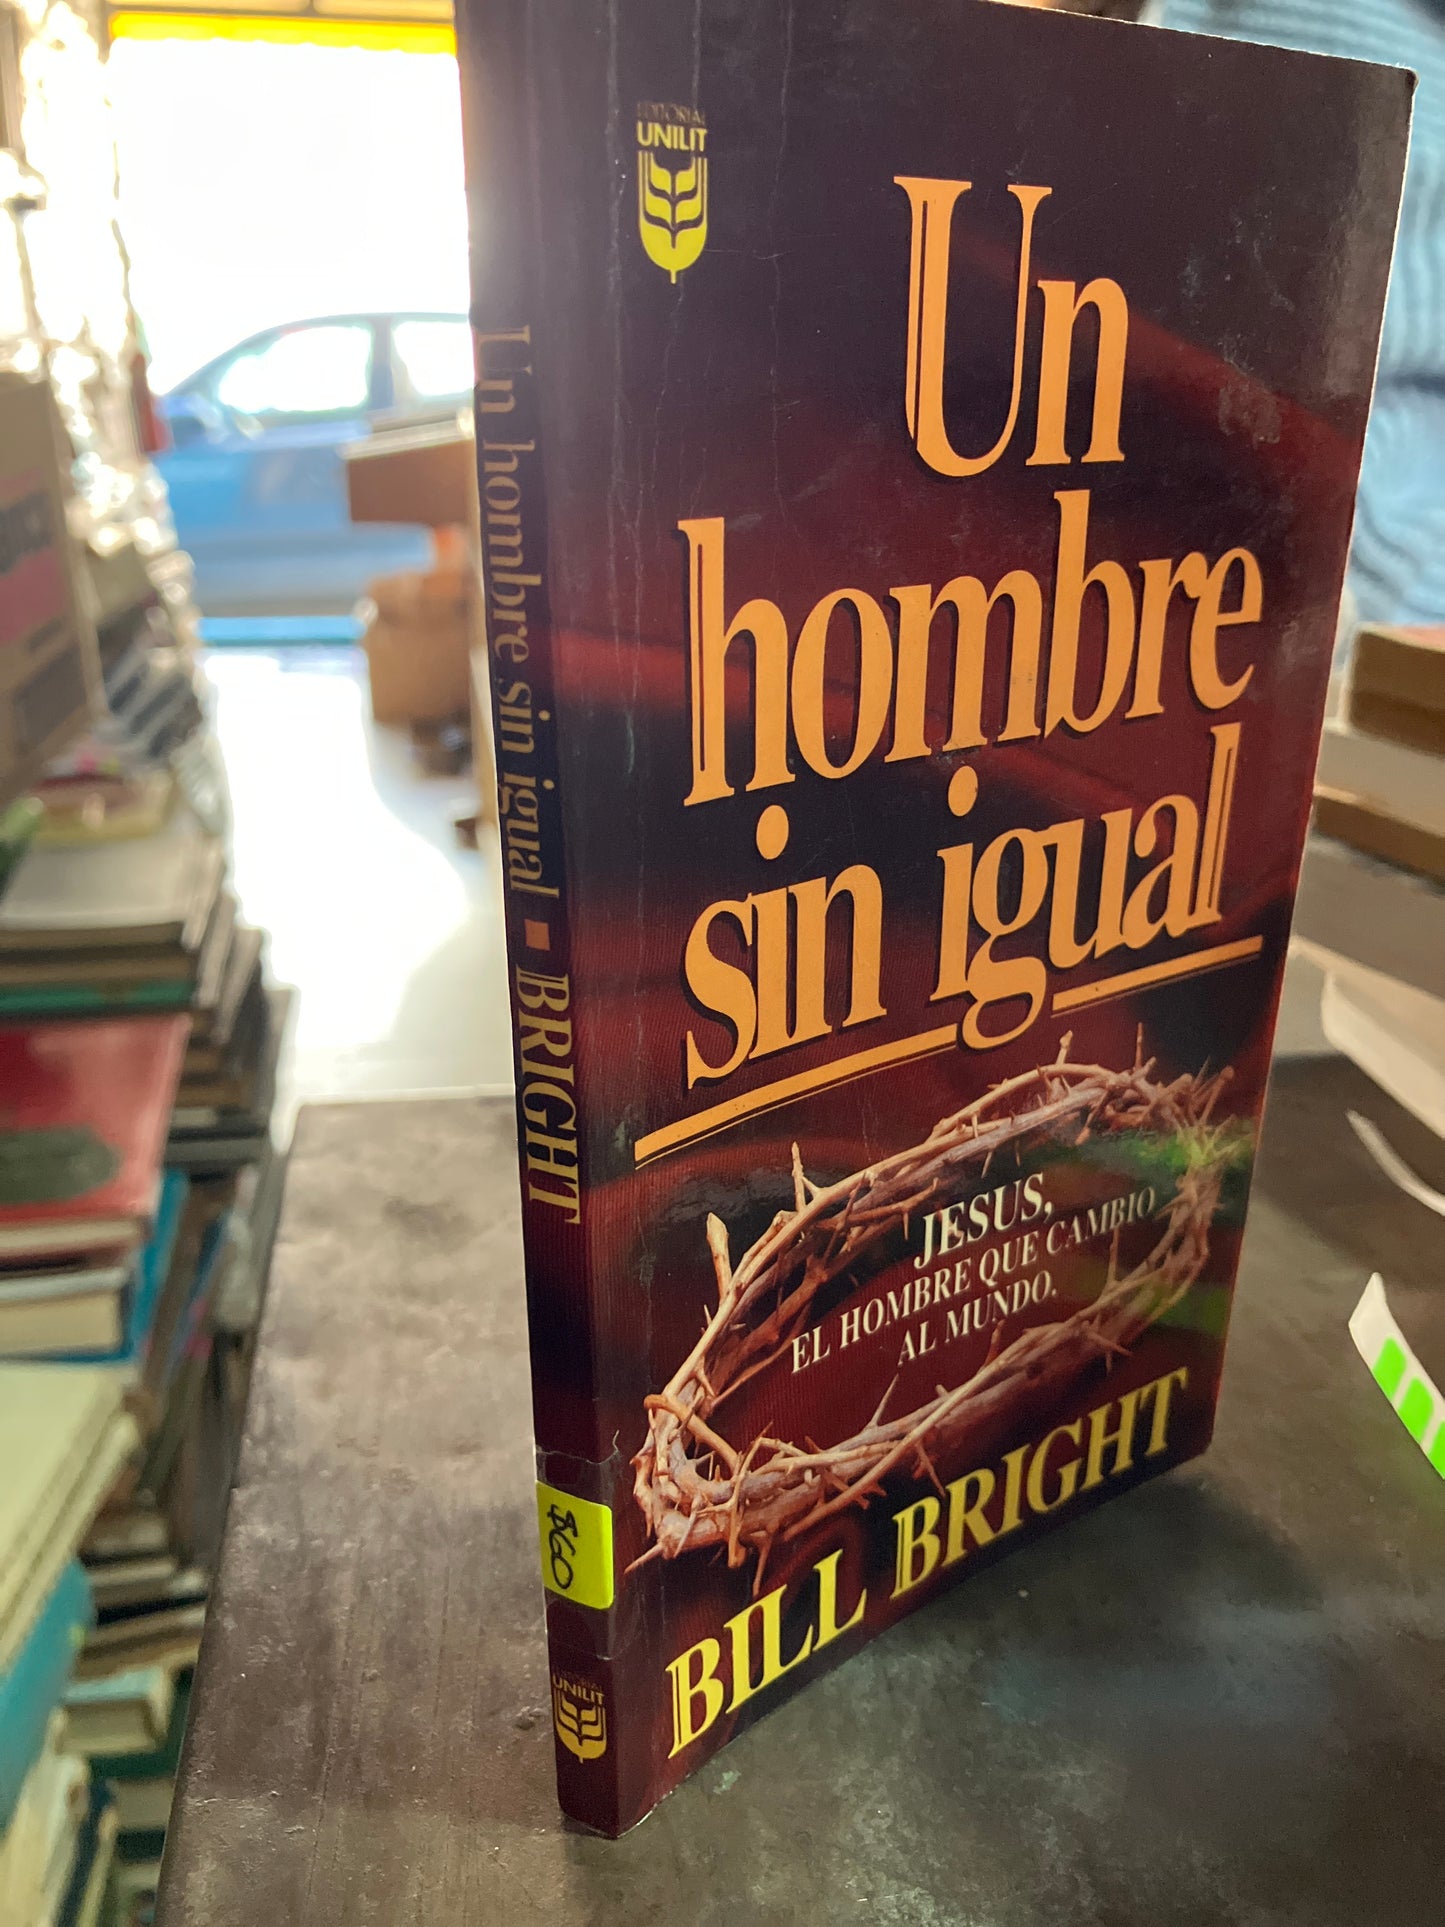 EDITORIAL
UNILIT
Un
hombre
sin igual
JESUS,
EL HOMBRE QUE CAMBIO
AL MUNDO.
BILL BRIGHT
Un hombre sin igual ■ BRIGHT
$60
UNILIT